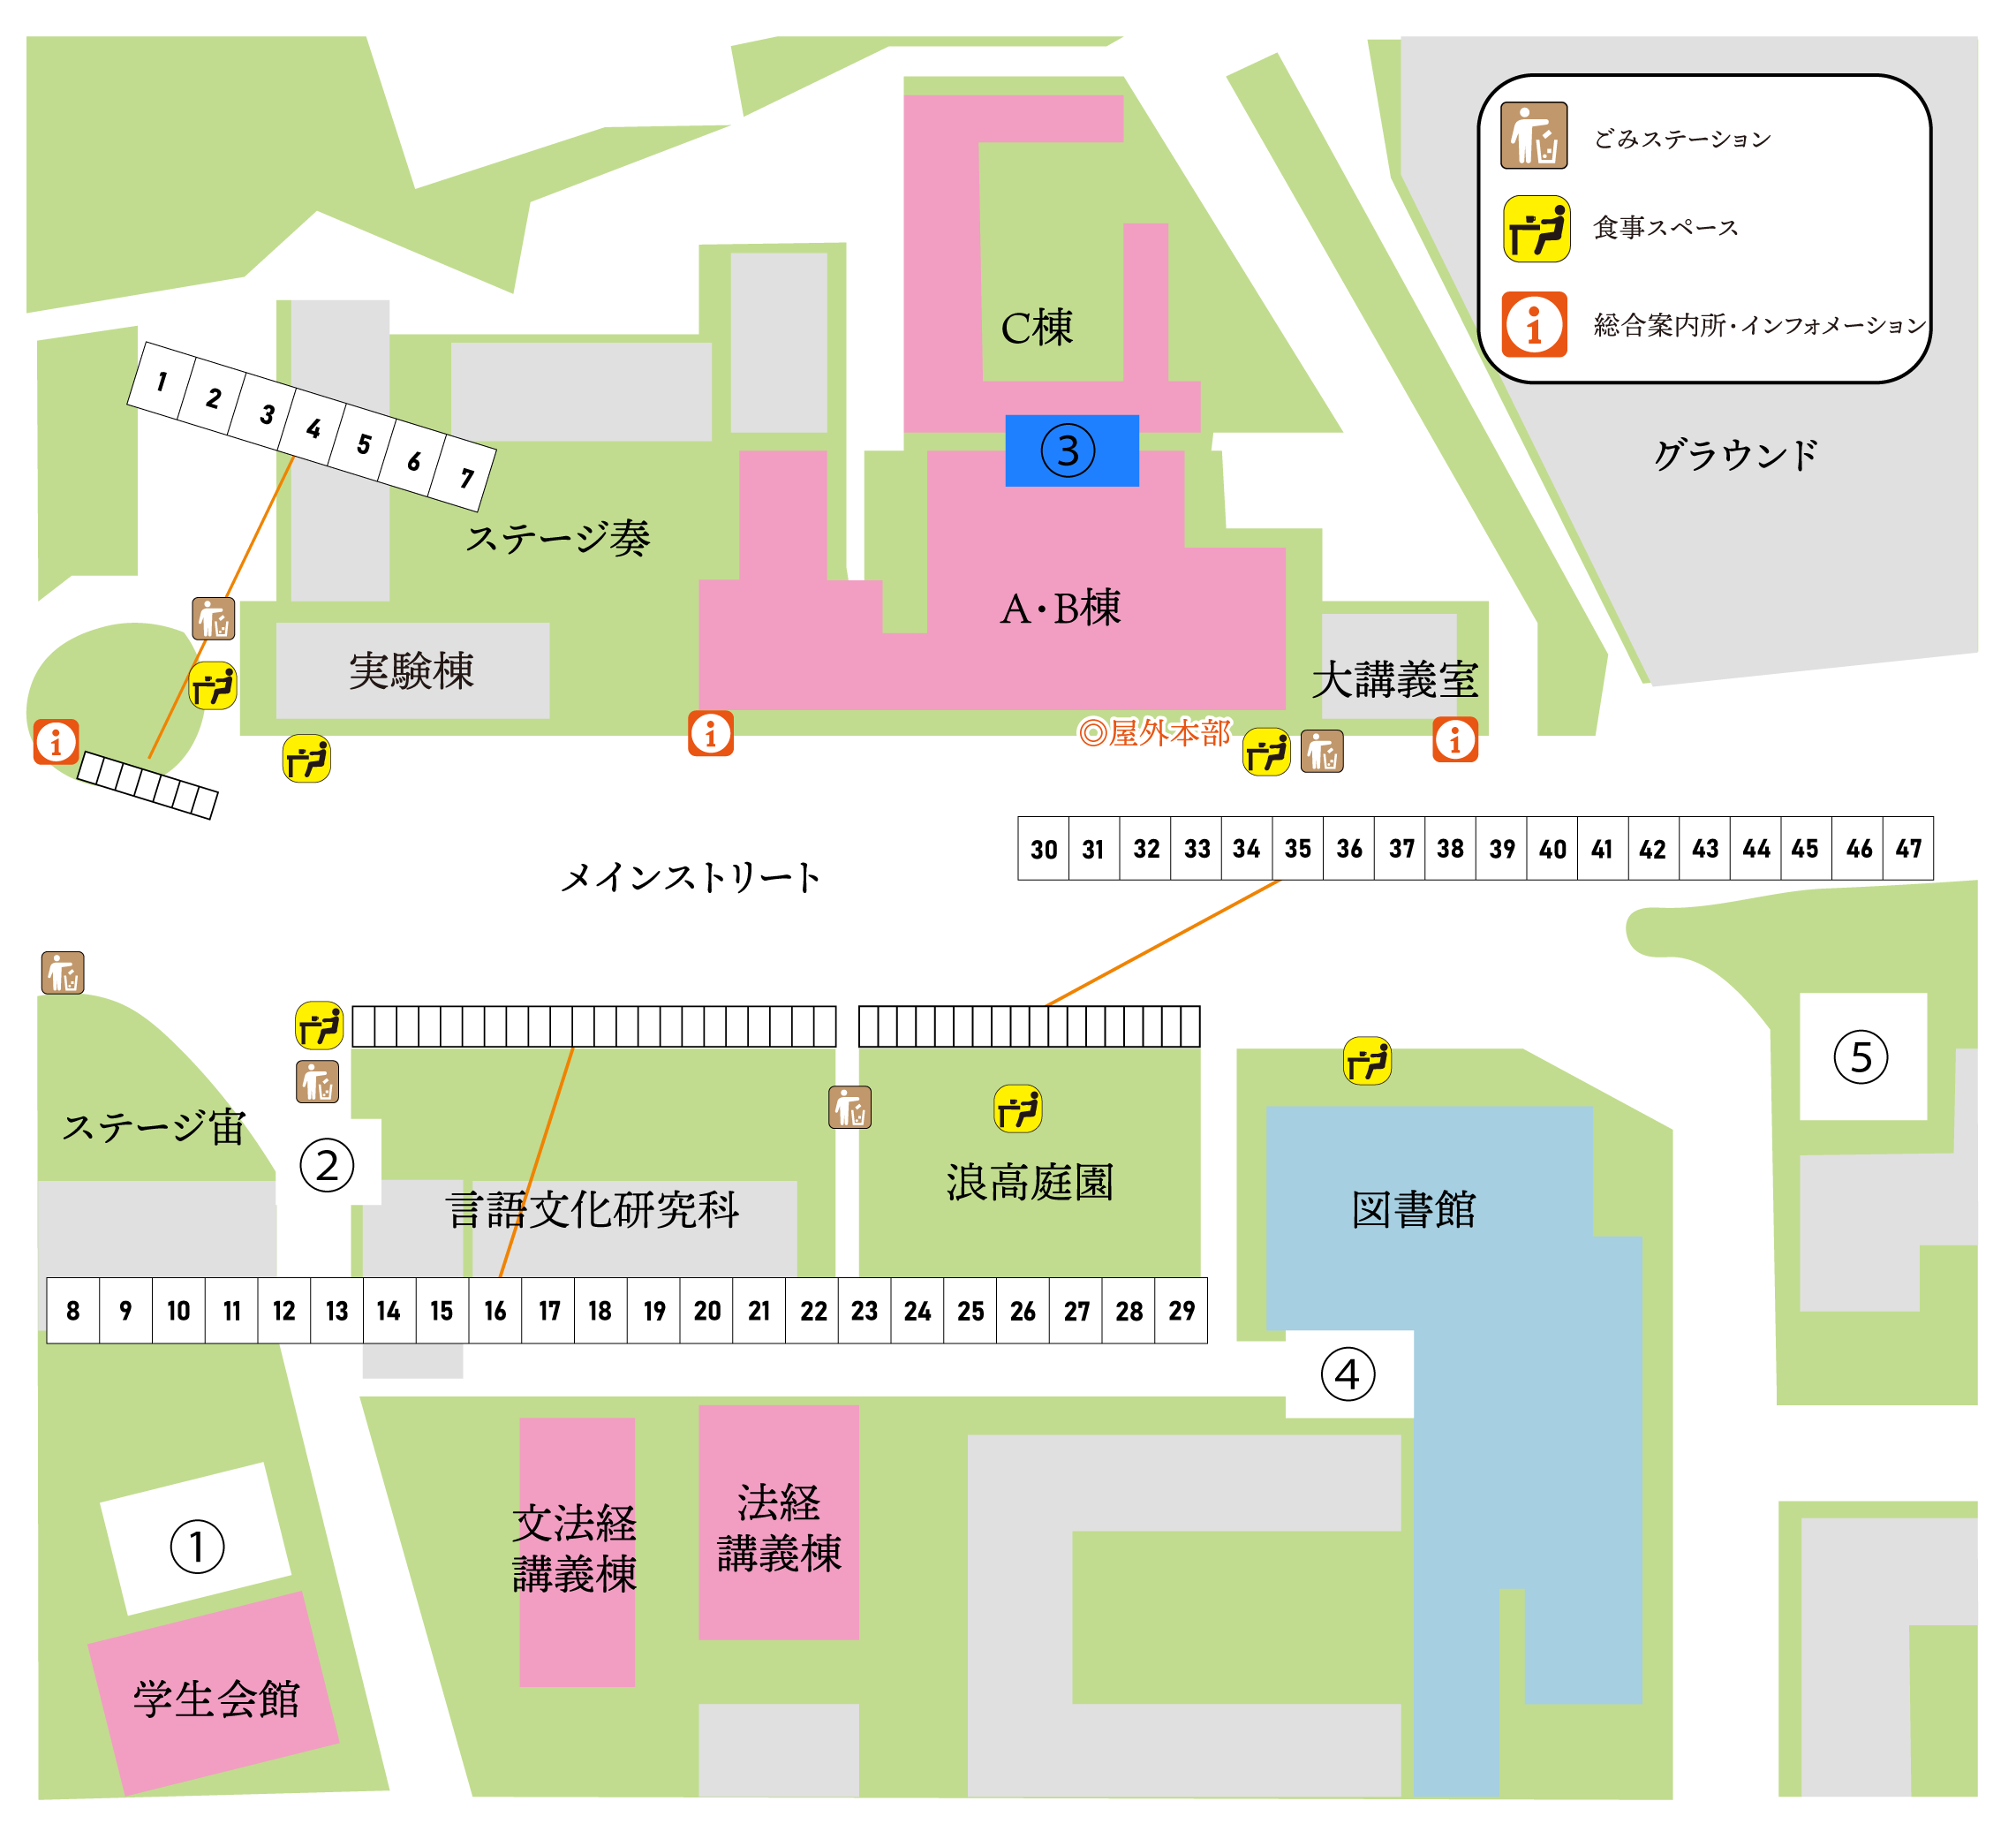 ごみステーション
食事スペース
総合案内所・インフォメーション
C棟
③
グラウンド
1 2 3 4 5 6 7
ステージ奏
A・B棟
実験棟
大講義室
◎屋外本部
30 31 32 33 34 35 36 37 38 39 40 41 42 43 44 45 46 47
メインストリート
⑤
ステージ宙
②
言語文化研究科
浪高庭園
図書館
8 9 10 11 12 13 14 15 16 17 18 19 20 21 22 23 24 25 26 27 28 29
④
①
文法経
講義棟
法経
講義棟
学生会館